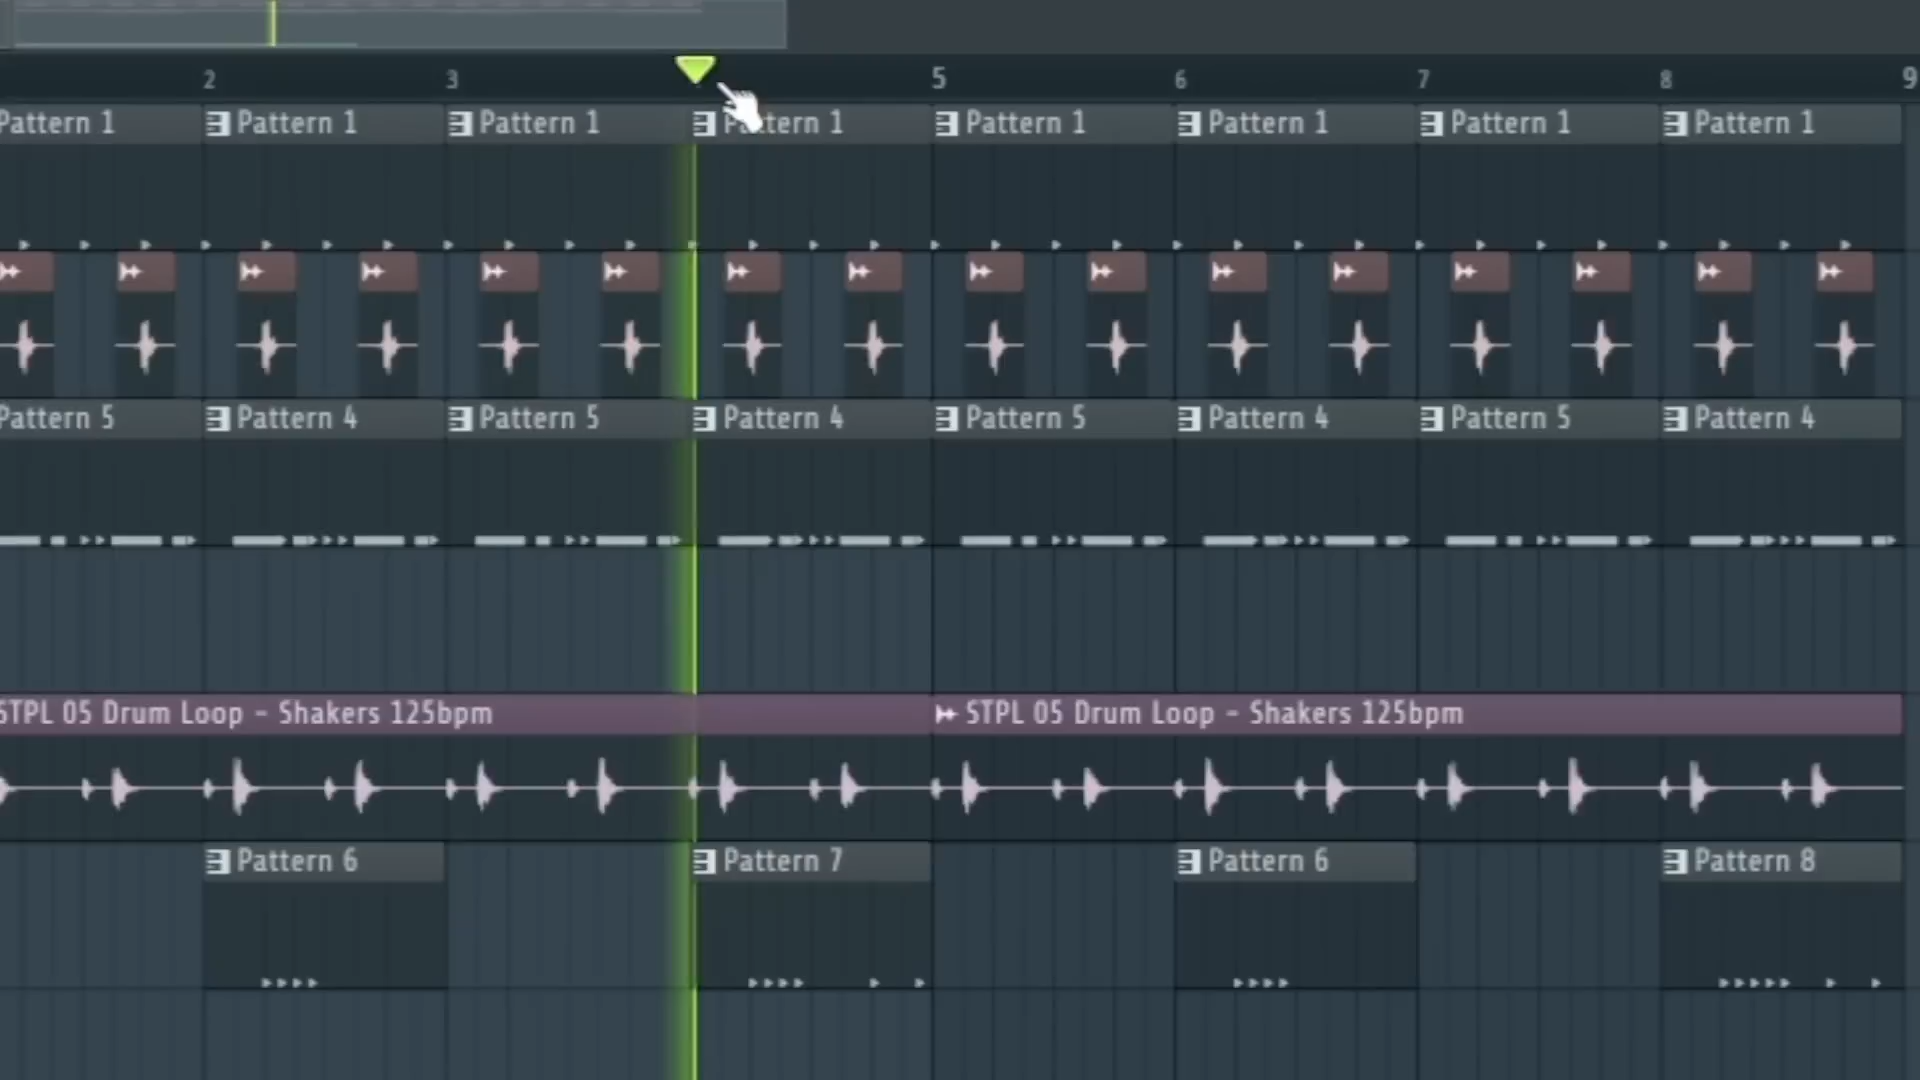 2 3 5 6 7 8 9
Pattern 1 Pattern 1 Pattern 1 Pattern 1 Pattern 1 Pattern 1 Pattern 1 Pattern 1
Pattern 5 Pattern 4 Pattern 5 Pattern 4 Pattern 5 Pattern 4 Pattern 5 Pattern 4
STPL 05 Drum Loop - Shakers 125bpm STPL 05 Drum Loop - Shakers 125bpm
Pattern 6 Pattern 7 Pattern 6 Pattern 8